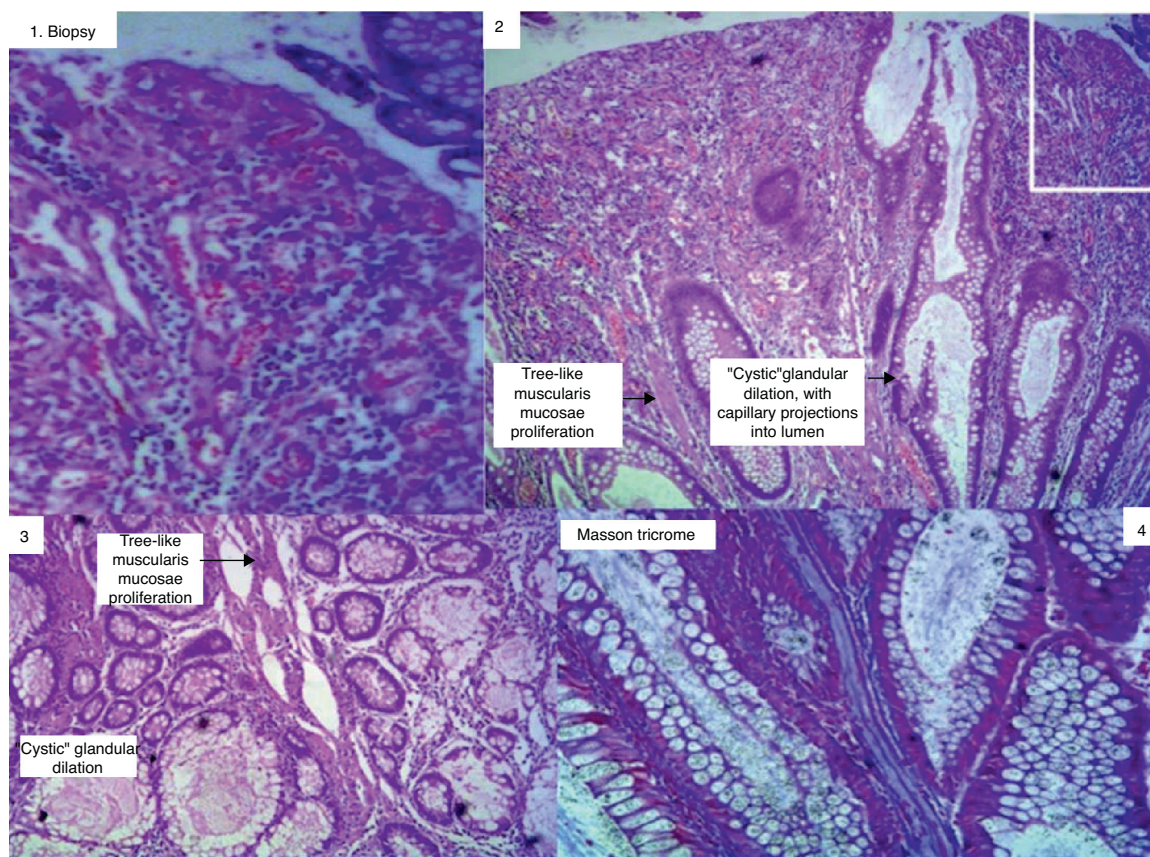 1. Biopsy
2
Tree-like
muscularis
mucosae
proliferation
"Cystic"glandular
dilation, with
capillary projections
into lumen
3
Tree-like
muscularis
mucosae
proliferation
"Cystic" glandular
dilation
Masson tricrome
4